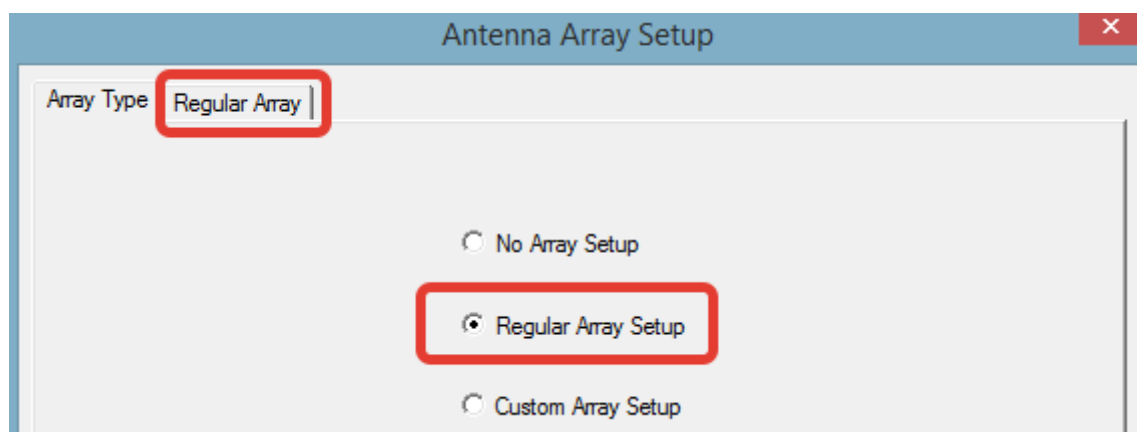 Antenna Array Setup
Array Type Regular Array
No Array Setup
Regular Array Setup
Custom Array Setup